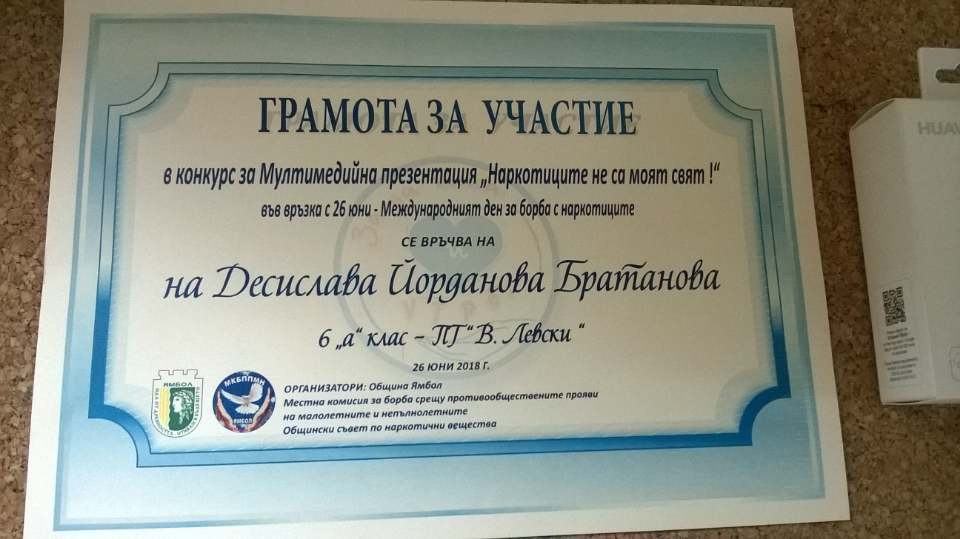 ГРАМОТА ЗА УЧАСТИЕ
в конкурс за Мултимедийна презентация „Наркотиците не са моят свят !“
във връзка с 26 юни - Международният ден за борба с наркотиците
СЕ ВРЪЧВА НА
на Десислава Йорданова Братанова
6 „а“ клас – ПГ “В. Левски “
26 ЮНИ 2018 Г.
ОРГАНИЗАТОРИ: Община Ямбол
Местна комисия за борба срещу противообществените прояви
на малолетните и непълнолетните
Общински съвет по наркотични вещества
ЯМБОЛ
МКБППМН
ЯМБОЛ
HUAW